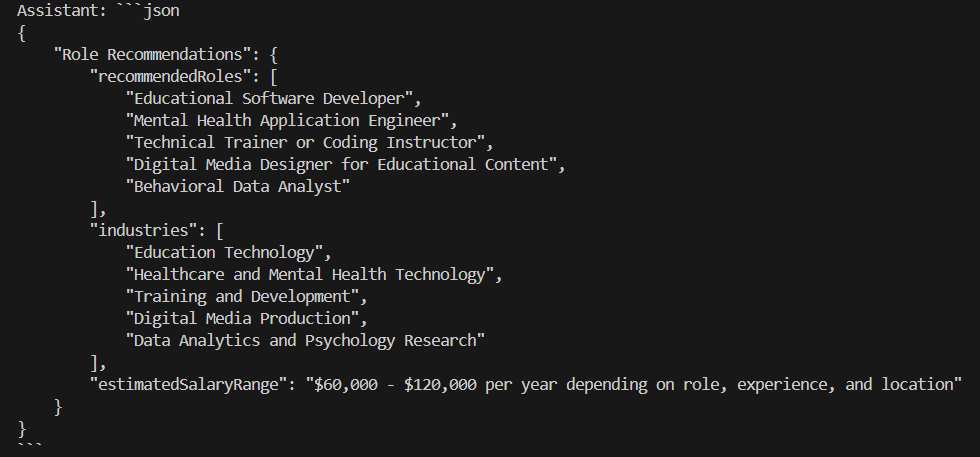 Assistant: ```json
{
    "Role Recommendations": {
        "recommendedRoles": [
            "Educational Software Developer",
            "Mental Health Application Engineer",
            "Technical Trainer or Coding Instructor",
            "Digital Media Designer for Educational Content",
            "Behavioral Data Analyst"
        ],
        "industries": [
            "Education Technology",
            "Healthcare and Mental Health Technology",
            "Training and Development",
            "Digital Media Production",
            "Data Analytics and Psychology Research"
        ],
        "estimatedSalaryRange": "$60,000 - $120,000 per year depending on role, experience, and location"
    }
}
```